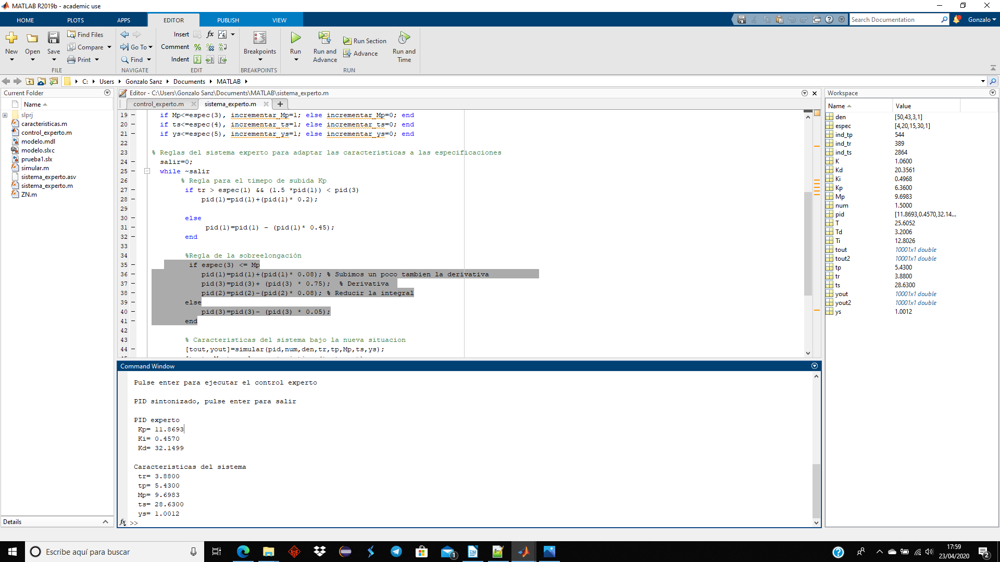 MATLAB R2019b - academic use
HOME PLOTS APPS EDITOR PUBLISH VIEW
Search Documentation
Gonzalo
New Open Save
Find Files
Compare
Print
FILE
Go To
Find
NAVIGATE
Insert fx
Comment
Indent
EDIT
Breakpoints
BREAKPOINTS
Run
Run and Advance
Run Section
Advance
Run and Time
RUN
C: Users Gonzalo Sanz Documents MATLAB
Current Folder
Name
slprj
caracteristicas.m
control_experto.m
modelo.mdl
modelo.slxc
prueba1.slx
simular.m
sistema_experto.asv
sistema_experto.m
ZN.m
Details
Editor - C:\Users\Gonzalo Sanz\Documents\MATLAB\sistema_experto.m
control_experto.m sistema_experto.m
19 – if Mp<=espec(3), incrementar_Mp=1; else incrementar_Mp=0; end
20 – if ts<=espec(4), incrementar_ts=1; else incrementar_ts=0; end
21 – if ys<=espec(5), incrementar_ys=1; else incrementar_ys=0; end
22
23 % Reglas del sistema experto para adaptar las caracteristicas a las especificaciones
24 – salir=0;
25 – while ~salir
26 % Regla para el timepo de subida Kp
27 – if tr > espec(1) && (1.5 *pid(1)) < pid(3)
28 – pid(1)=pid(1)+(pid(1)* 0.2);
29
30 – else
31 – pid(1)=pid(1) - (pid(1)* 0.45);
32 – end
33
34 %Regla de la sobreelongación
35 – if espec(3) <= Mp
36 – pid(1)=pid(1)+(pid(1)* 0.08); % Subimos un poco tambien la derivativa
37 – pid(3)=pid(3)+ (pid(3) * 0.75); % Derivativa
38 – pid(2)=pid(2)-(pid(2)* 0.08); % Reducir la integral
39 – else
40 – pid(3)=pid(3)- (pid(3) * 0.05);
41 – end
42
43 % Caracteristicas del sistema bajo la nueva situacion
44 – [tout,yout]=simular(pid,num,den,tr,tp,Mp,ts,ys);
Command Window
Pulse enter para ejecutar el control experto
PID sintonizado, pulse enter para salir
PID experto
Kp= 11.8693
Ki= 0.4570
Kd= 32.1499
Caracteristicas del sistema
tr= 3.8800
tp= 5.4300
Mp= 9.6983
ts= 28.6300
ys= 1.0012
fx >>
Workspace
Name Value
den [50,43,3,1]
espec [4,20,15,30,1]
ind_tp 544
ind_tr 389
ind_ts 2864
K 1.0600
Kd 20.3561
Ki 0.4968
Kp 6.3600
Mp 9.6983
num 1.5000
pid [11.8693,0.4570,32.14...
T 25.6052
Td 3.2006
Ti 12.8026
tout 10001x1 double
tout2 10001x1 double
tp 5.4300
tr 3.8800
ts 28.6300
yout 10001x1 double
yout2 10001x1 double
ys 1.0012
Escribe aquí para buscar
1
17:59
23/04/2020
2